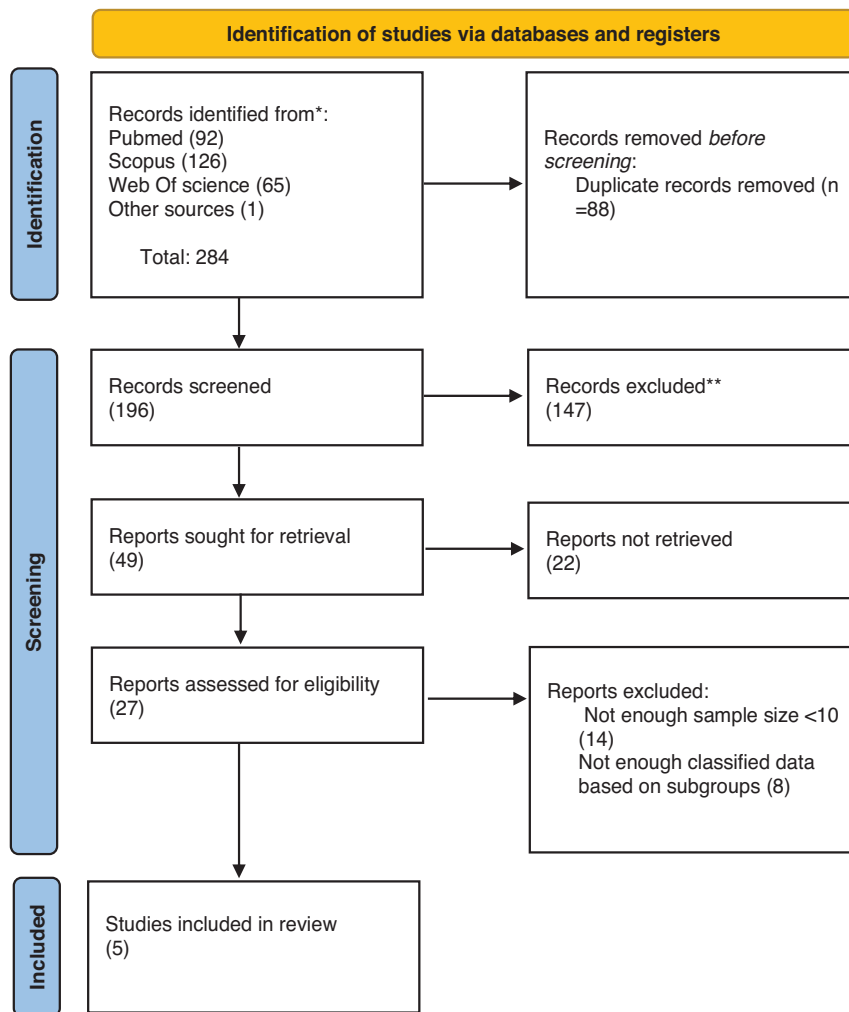 Identification of studies via databases and registers
Identification
Records identified from*:
Pubmed (92)
Scopus (126)
Web Of science (65)
Other sources (1)
Total: 284
Records removed before
screening:
Duplicate records removed (n
=88)
Screening
Records screened
(196)
Records excluded**
(147)
Reports sought for retrieval
(49)
Reports not retrieved
(22)
Reports assessed for eligibility
(27)
Reports excluded:
Not enough sample size <10
(14)
Not enough classified data
based on subgroups (8)
Included
Studies included in review
(5)